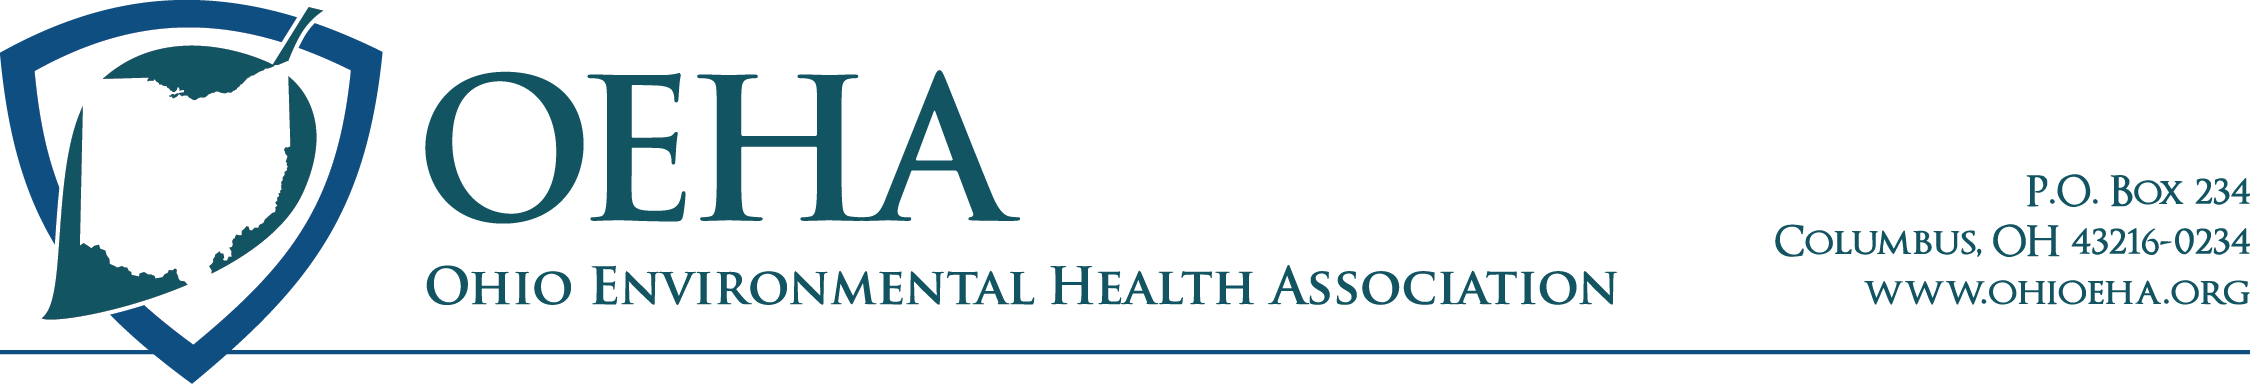 OEHA
Ohio Environmental Health Association
P.O. Box 234
Columbus, OH 43216-0234
www.ohioeha.org